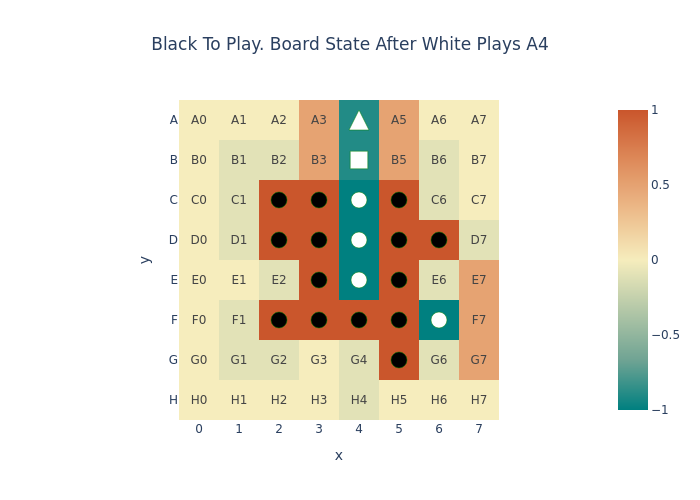 Black To Play. Board State After White Plays A4
A A0 A1 A2 A3 A5 A6 A7 1
B B0 B1 B2 B3 B5 B6 B7
C C0 C1 C6 C7 0.5
D D0 D1 D7
y
E E0 E1 E2 E6 E7 0
F F0 F1 F7 −0.5
G G0 G1 G2 G3 G4 G6 G7
H H0 H1 H2 H3 H4 H5 H6 H7 −1
0 1 2 3 4 5 6 7
x